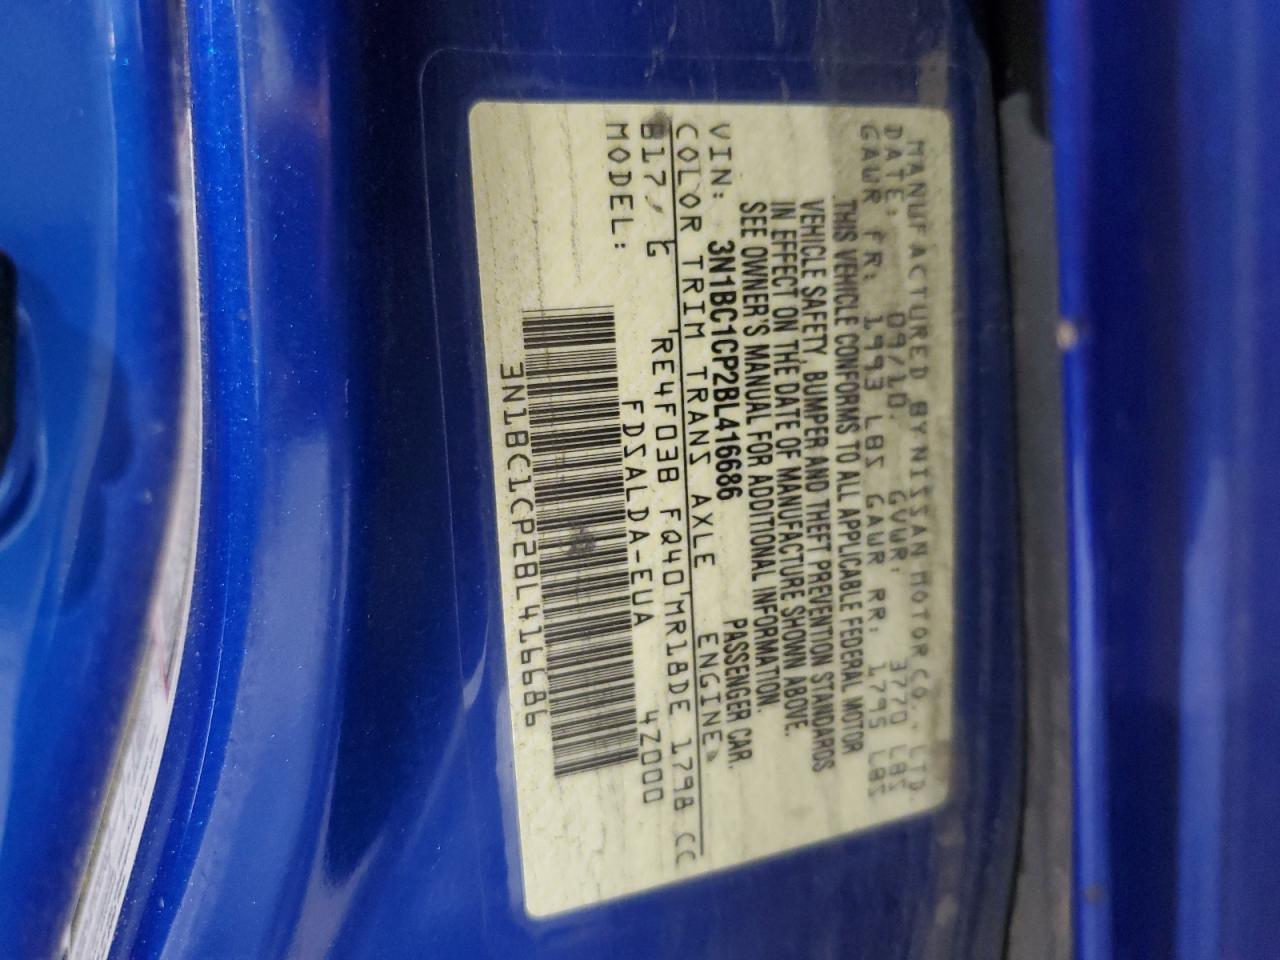 MANUFACTURED BY NISSAN MOTOR CO., LTD.
DATE: 09/10. GVWR: 3770 LBS
GAWR FR: 1993 LBS GAWR RR: 1795 LBS
THIS VEHICLE CONFORMS TO ALL APPLICABLE FEDERAL MOTOR
VEHICLE SAFETY, BUMPER AND THEFT PREVENTION STANDARDS
IN EFFECT ON THE DATE OF MANUFACTURE SHOWN ABOVE.
SEE OWNER'S MANUAL FOR ADDITIONAL INFORMATION.
VIN: 3N1BC1CP2BL416686 PASSENGER CAR.
COLOR TRIM TRANS AXLE ENGINE
B17 / G RE4F03B FQ40 MR18DE 1798 CC
MODEL: FDSALDA-EUA 4Z000
3N1BC1CP2BL416686